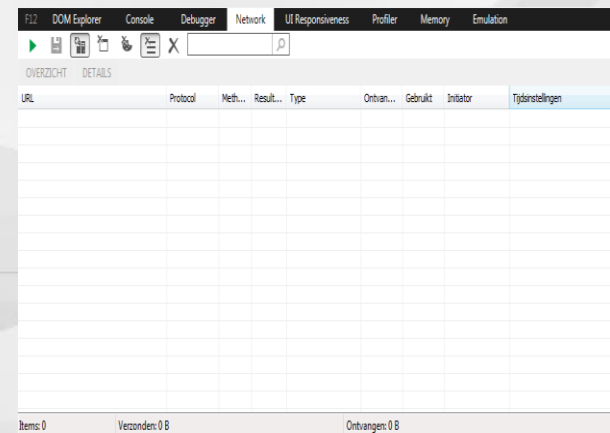 F12 DOM Explorer Console Debugger Network UI Responsiveness Profiler Memory Emulation
OVERZICHT DETAILS
URL Protocol Meth... Result... Type Ontvan... Gebruikt Initiator Tijdsinstellingen
Items: 0 Verzonden: 0 B Ontvangen: 0 B